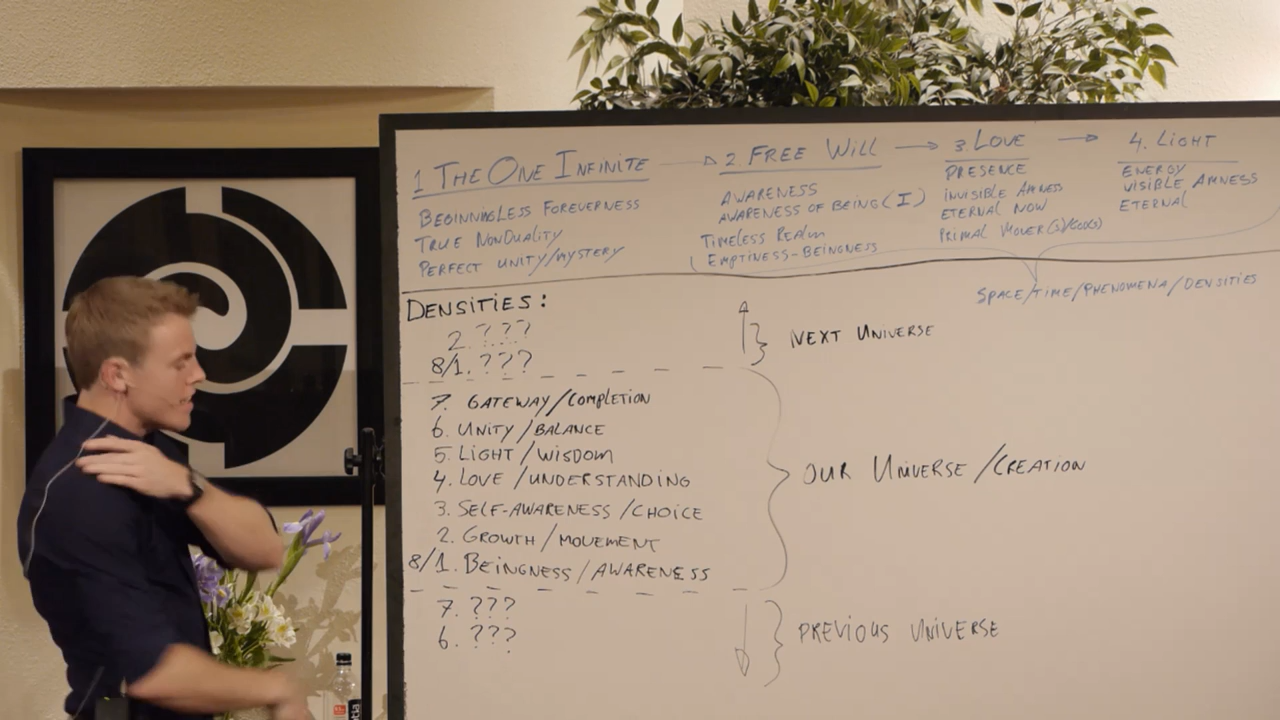 1 THE ONE INFINITE
BEGINNINGLESS FOREVERNESS
TRUE NONDUALITY
PERFECT UNITY/MYSTERY
2. FREE WILL
AWARENESS
AWARENESS OF BEING (I)
TIMELESS REALM
EMPTINESS-BEINGNESS
3. LOVE
PRESENCE
INVISIBLE AMNESS
ETERNAL NOW
PRIMAL MOVER(S)/GOD(S)
4. LIGHT
ENERGY
VISIBLE AMNESS
ETERNAL
SPACE/TIME/PHENOMENA/DENSITIES
DENSITIES:
2. ???
8/1. ???
NEXT UNIVERSE
7. GATEWAY/COMPLETION
6. UNITY/BALANCE
5. LIGHT/WISDOM
4. LOVE/UNDERSTANDING
3. SELF-AWARENESS/CHOICE
2. GROWTH/MOVEMENT
8/1. BEINGNESS/AWARENESS
OUR UNIVERSE/CREATION
7. ???
6. ???
PREVIOUS UNIVERSE